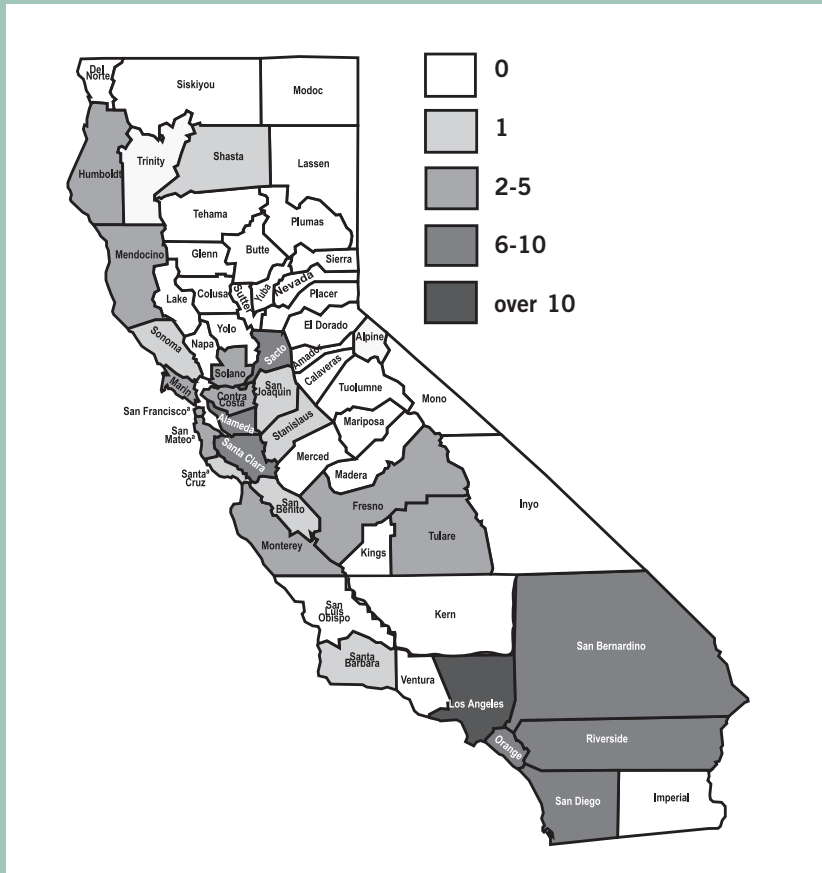 0
1
2-5
6-10
over 10
Del
Norte
Siskiyou
Modoc
Humboldt
Trinity
Shasta
Lassen
Tehama
Plumas
Mendocino
Glenn
Butte
Sierra
Lake
Colusa
Sutter
Yuba
Nevada
Placer
Sonoma
Napa
Yolo
El Dorado
Sacto
Amador
Alpine
Marin
Solano
Calaveras
Contra
Costa
San
Joaquin
Tuolumne
Mono
San Franciscoª
Alameda
Stanislaus
Mariposa
San
Mateoª
Santa Clara
Merced
Madera
Santaª
Cruz
San
Benito
Fresno
Inyo
Monterey
Kings
Tulare
San
Luis
Obispo
Kern
Santa
Barbara
Ventura
Los Angeles
San Bernardino
Orange
Riverside
San Diego
Imperial